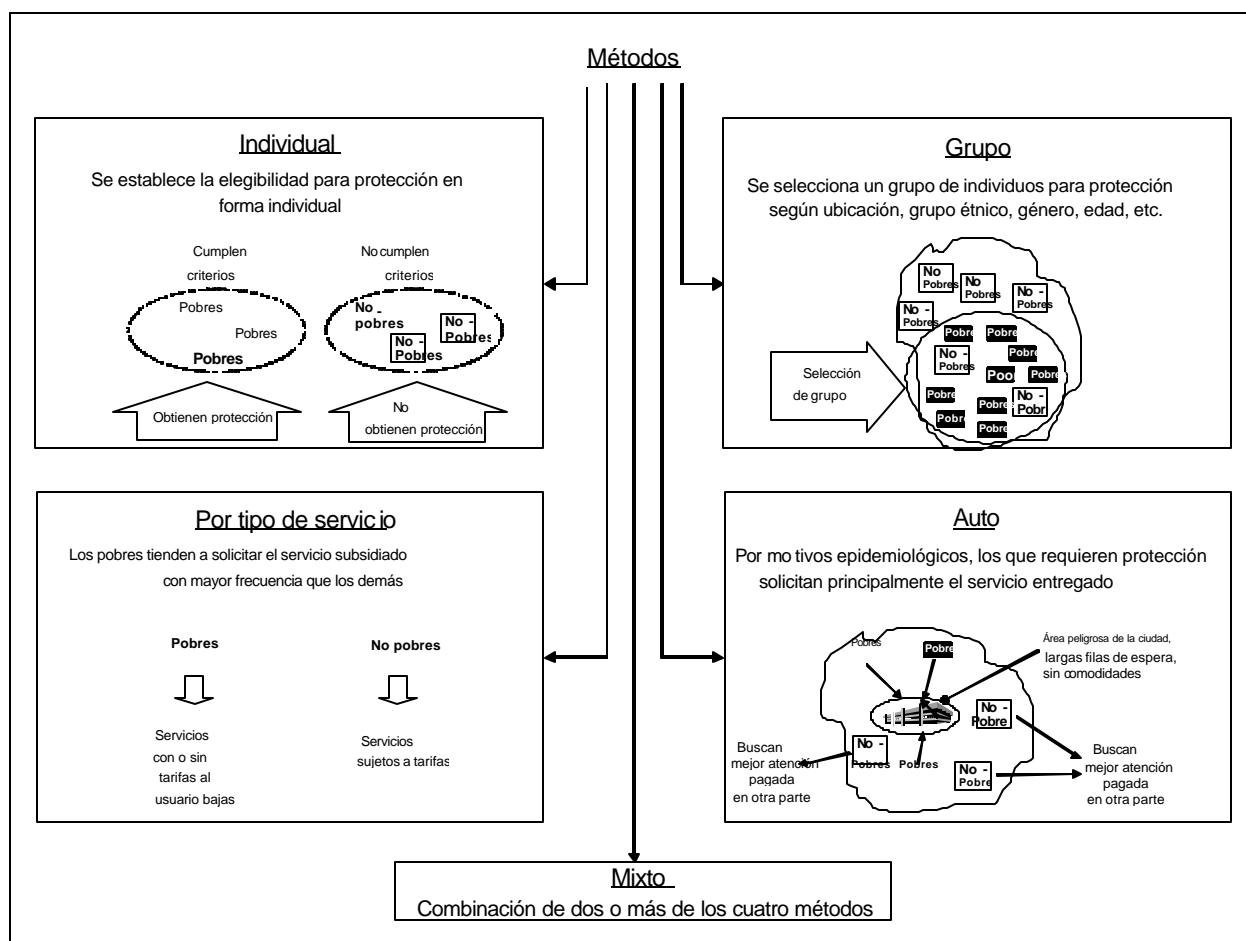 Métodos
Individual
Se establece la elegibilidad para protección en
forma individual
Cumplen
criterios
No cumplen
criterios
Pobres
Pobres
Pobres
No -
pobres
No -
Pobres
No -
Pobres
Obtienen protección
No
obtienen protección
Grupo
Se selecciona un grupo de individuos para protección
según ubicación, grupo étnico, género, edad, etc.
No
Pobres
No
Pobres
No -
Pobres
No -
Pobres
Pobre
Pobre
No -
Pobres
Pobre
Poo
Pobre
Pobre
No -
Pobr
Pobre
Pobre
Pobre
Selección
de grupo
Por tipo de servicio
Los pobres tienden a solicitar el servicio subsidiado
con mayor frecuencia que los demás
Pobres
No pobres
Servicios
con o sin
tarifas al
usuario bajas
Servicios
sujetos a tarifas
Auto
Por mo tivos epidemiológicos, los que requieren protección
solicitan principalmente el servicio entregado
Pobres
Pobre
Área peligrosa de la ciudad,
largas filas de espera,
sin comodidades
No -
Pobre
No -
Pobres
Pobres
No -
Pobre
Buscan
mejor atención
pagada
en otra parte
Buscan
mejor atención
pagada
en otra parte
Mixto
Combinación de dos o más de los cuatro métodos